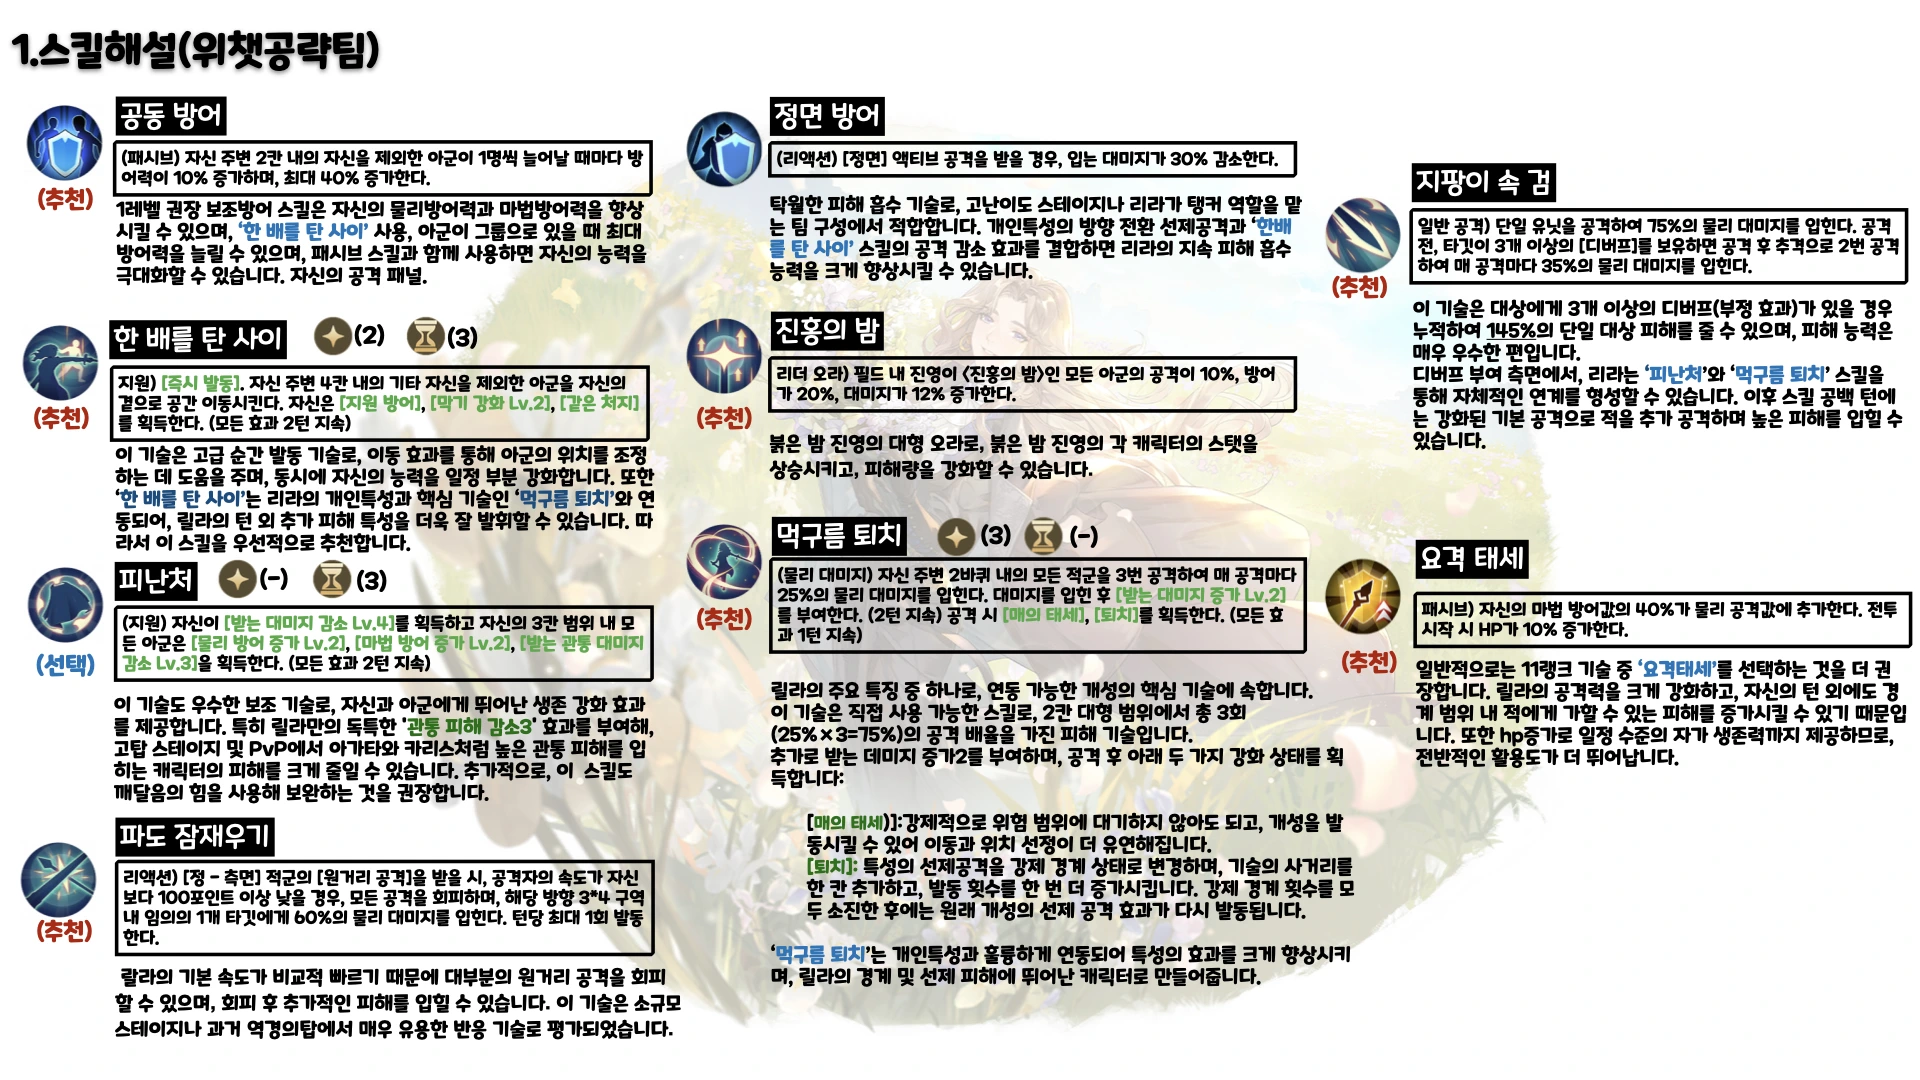 1.스킬해설(위챗공략팀)
공동 방어
(추천)
(패시브) 자신 주변 2칸 내의 자신을 제외한 아군이 1명씩 늘어날 때마다 방
어력이 10% 증가하며, 최대 40% 증가한다.
1레벨 권장 보조방어 스킬은 자신의 물리방어력과 마법방어력을 향상
시킬 수 있으며, ‘한 배를 탄 사이’ 사용, 아군이 그룹으로 있을 때 최대
방어력을 늘릴 수 있으며, 패시브 스킬과 함께 사용하면 자신의 능력을
극대화할 수 있습니다. 자신의 공격 패널.
한 배를 탄 사이 (2) (3)
(추천)
지원) [즉시 발동]. 자신 주변 4칸 내의 기타 자신을 제외한 아군을 자신의
곁으로 공간 이동시킨다. 자신은 [지원 방어], [막기 강화 Lv.2], [같은 처지]
를 획득한다. (모든 효과 2턴 지속)
이 기술은 고급 순간 발동 기술로, 이동 효과를 통해 아군의 위치를 조정
하는 데 도움을 주며, 동시에 자신의 능력을 일정 부분 강화합니다. 또한
‘한 배를 탄 사이’는 리라의 개인특성과 핵심 기술인 ‘먹구름 퇴치’와 연
동되어, 릴라의 턴 외 추가 피해 특성을 더욱 잘 발휘할 수 있습니다. 따
라서 이 스킬을 우선적으로 추천합니다.
피난처 (-) (3)
(선택)
(지원) 자신이 [받는 대미지 감소 Lv.4]를 획득하고 자신의 3칸 범위 내 모
든 아군은 [물리 방어 증가 Lv.2], [마법 방어 증가 Lv.2], [받는 관통 대미지
감소 Lv.3]을 획득한다. (모든 효과 2턴 지속)
이 기술도 우수한 보조 기술로, 자신과 아군에게 뛰어난 생존 강화 효과
를 제공합니다. 특히 릴라만의 독특한 '관통 피해 감소3' 효과를 부여해,
고탑 스테이지 및 PvP에서 아가타와 카리스처럼 높은 관통 피해를 입
히는 캐릭터의 피해를 크게 줄일 수 있습니다. 추가적으로, 이 스킬도
깨달음의 힘을 사용해 보완하는 것을 권장합니다.
파도 잠재우기
(추천)
리액션) [정 - 측면] 적군의 [원거리 공격]을 받을 시, 공격자의 속도가 자신
보다 100포인트 이상 낮을 경우, 모든 공격을 회피하며, 해당 방향 3*4 구역
내 임의의 1개 타깃에게 60%의 물리 대미지를 입힌다. 턴당 최대 1회 발동
한다.
랄라의 기본 속도가 비교적 빠르기 때문에 대부분의 원거리 공격을 회피
할 수 있으며, 회피 후 추가적인 피해를 입힐 수 있습니다. 이 기술은 소규모
스테이지나 과거 역경의탑에서 매우 유용한 반응 기술로 평가되었습니다.
정면 방어
(리액션) [정면] 액티브 공격을 받을 경우, 입는 대미지가 30% 감소한다.
탁월한 피해 흡수 기술로, 고난이도 스테이지나 리라가 탱커 역할을 맡
는 팀 구성에서 적합합니다. 개인특성의 방향 전환 선제공격과 ‘한배
를 탄 사이’ 스킬의 공격 감소 효과를 결합하면 리라의 지속 피해 흡수
능력을 크게 향상시킬 수 있습니다.
진홍의 밤
(추천)
리더 오라) 필드 내 진영이 <진홍의 밤>인 모든 아군의 공격이 10%, 방어
가 20%, 대미지가 12% 증가한다.
붉은 밤 진영의 대형 오라로, 붉은 밤 진영의 각 캐릭터의 스탯을
상승시키고, 피해량을 강화할 수 있습니다.
먹구름 퇴치 (3) (-)
(추천)
(물리 대미지) 자신 주변 2바퀴 내의 모든 적군을 3번 공격하여 매 공격마다
25%의 물리 대미지를 입힌다. 대미지를 입힌 후 [받는 대미지 증가 Lv.2]
를 부여한다. (2턴 지속) 공격 시 [매의 태세], [퇴치]를 획득한다. (모든 효
과 1턴 지속)
릴라의 주요 특징 중 하나로, 연동 가능한 개성의 핵심 기술에 속합니다.
이 기술은 직접 사용 가능한 스킬로, 2칸 대형 범위에서 총 3회
(25%×3=75%)의 공격 배율을 가진 피해 기술입니다.
추가로 받는 데미지 증가2를 부여하며, 공격 후 아래 두 가지 강화 상태를 획
득합니다:
[매의 태세)]:강제적으로 위험 범위에 대기하지 않아도 되고, 개성을 발
동시킬 수 있어 이동과 위치 선정이 더 유연해집니다.
[퇴치]: 특성의 선제공격을 강제 경계 상태로 변경하며, 기술의 사거리를
한 칸 추가하고, 발동 횟수를 한 번 더 증가시킵니다. 강제 경계 횟수를 모
두 소진한 후에는 원래 개성의 선제 공격 효과가 다시 발동됩니다.
‘먹구름 퇴치’는 개인특성과 훌륭하게 연동되어 특성의 효과를 크게 향상시키
며, 릴라의 경계 및 선제 피해에 뛰어난 캐릭터로 만들어줍니다.
지팡이 속 검
(추천)
일반 공격) 단일 유닛을 공격하여 75%의 물리 대미지를 입힌다. 공격
전, 타깃이 3개 이상의 [디버프]를 보유하면 공격 후 추격으로 2번 공격
하여 매 공격마다 35%의 물리 대미지를 입힌다.
이 기술은 대상에게 3개 이상의 디버프(부정 효과)가 있을 경우
누적하여 145%의 단일 대상 피해를 줄 수 있으며, 피해 능력은
매우 우수한 편입니다.
디버프 부여 측면에서, 리라는 ‘피난처’와 ‘먹구름 퇴치’ 스킬을
통해 자체적인 연계를 형성할 수 있습니다. 이후 스킬 공백 턴에
는 강화된 기본 공격으로 적을 추가 공격하며 높은 피해를 입힐 수
있습니다.
요격 태세
(추천)
패시브) 자신의 마법 방어값의 40%가 물리 공격값에 추가한다. 전투
시작 시 HP가 10% 증가한다.
일반적으로는 11랭크 기술 중 ‘요격태세’를 선택하는 것을 더 권
장합니다. 릴라의 공격력을 크게 강화하고, 자신의 턴 외에도 경
계 범위 내 적에게 가할 수 있는 피해를 증가시킬 수 있기 때문입
니다. 또한 hp증가로 일정 수준의 자가 생존력까지 제공하므로,
전반적인 활용도가 더 뛰어납니다.